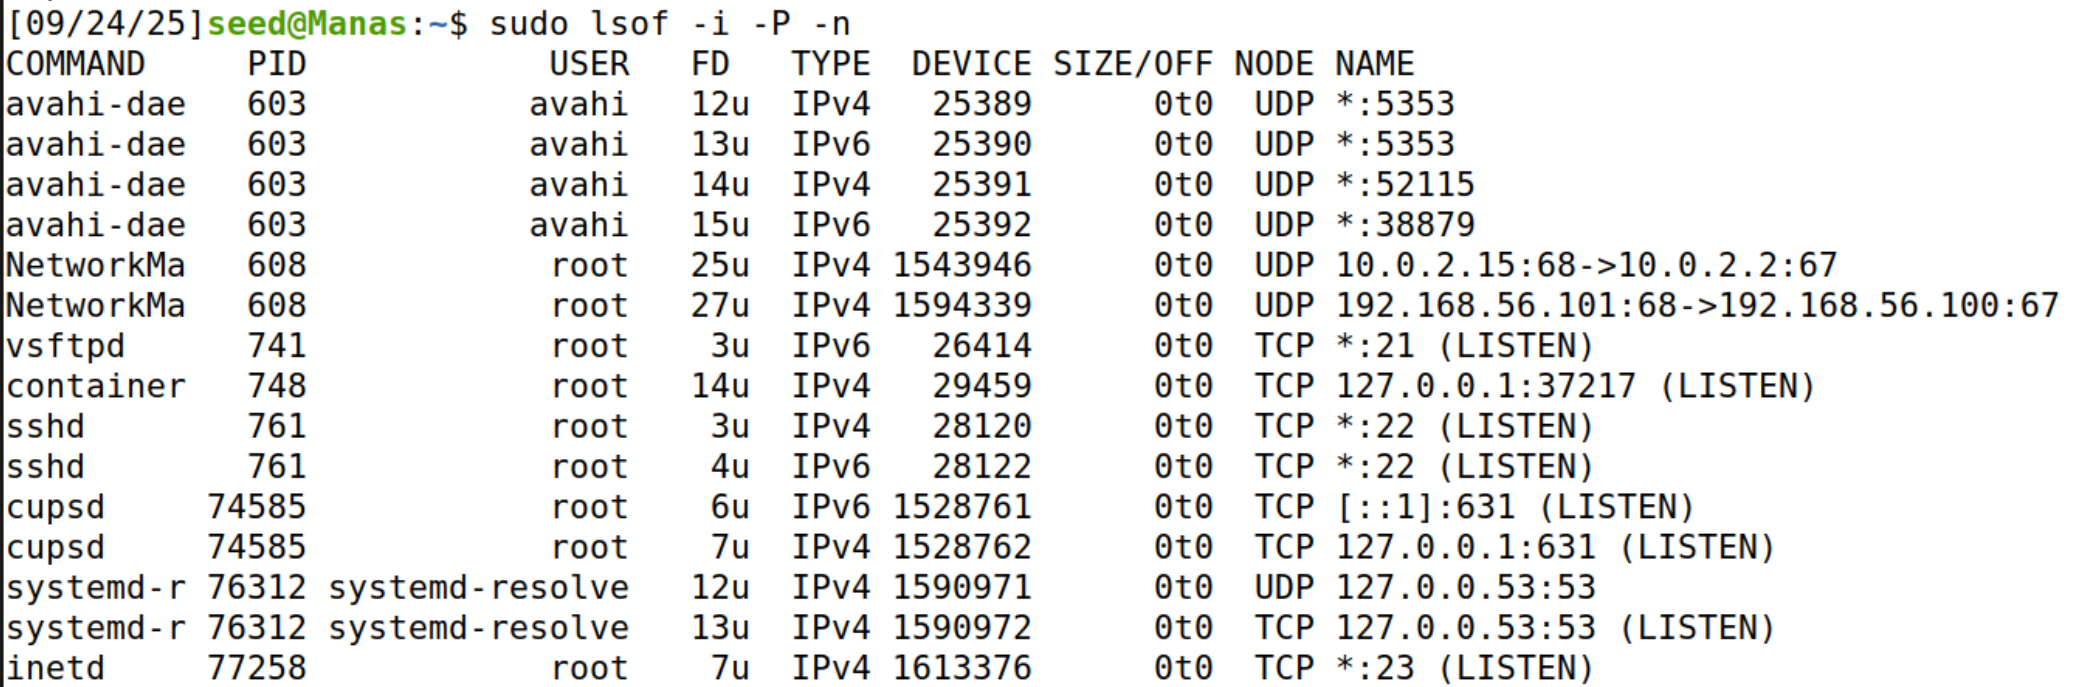 [09/24/25]seed@Manas:~$ sudo lsof -i -P -n
COMMAND     PID            USER   FD   TYPE  DEVICE SIZE/OFF NODE NAME
avahi-dae   603           avahi   12u  IPv4   25389      0t0  UDP *:5353
avahi-dae   603           avahi   13u  IPv6   25390      0t0  UDP *:5353
avahi-dae   603           avahi   14u  IPv4   25391      0t0  UDP *:52115
avahi-dae   603           avahi   15u  IPv6   25392      0t0  UDP *:38879
NetworkMa   608            root   25u  IPv4 1543946      0t0  UDP 10.0.2.15:68->10.0.2.2:67
NetworkMa   608            root   27u  IPv4 1594339      0t0  UDP 192.168.56.101:68->192.168.56.100:67
vsftpd      741            root    3u  IPv6   26414      0t0  TCP *:21 (LISTEN)
container   748            root   14u  IPv4   29459      0t0  TCP 127.0.0.1:37217 (LISTEN)
sshd        761            root    3u  IPv4   28120      0t0  TCP *:22 (LISTEN)
sshd        761            root    4u  IPv6   28122      0t0  TCP *:22 (LISTEN)
cupsd     74585            root    6u  IPv6 1528761      0t0  TCP [::1]:631 (LISTEN)
cupsd     74585            root    7u  IPv4 1528762      0t0  TCP 127.0.0.1:631 (LISTEN)
systemd-r 76312 systemd-resolve   12u  IPv4 1590971      0t0  UDP 127.0.0.53:53
systemd-r 76312 systemd-resolve   13u  IPv4 1590972      0t0  TCP 127.0.0.53:53 (LISTEN)
inetd     77258            root    7u  IPv4 1613376      0t0  TCP *:23 (LISTEN)